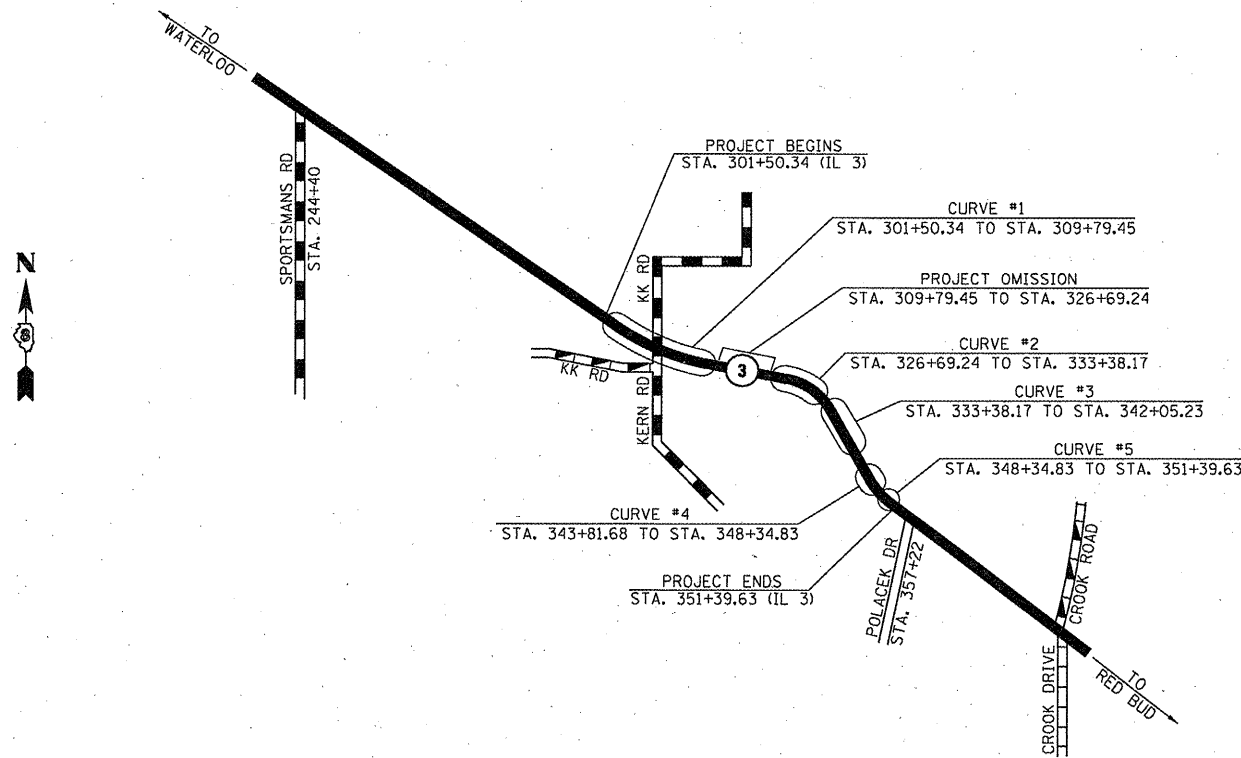 TO
WATERLOO
SPORTSMANS RD
STA. 244+40
PROJECT BEGINS
STA. 301+50.34 (IL 3)
KK RD
CURVE #1
STA. 301+50.34 TO STA. 309+79.45
PROJECT OMISSION
STA. 309+79.45 TO STA. 326+69.24
N
3
KK RD
KERN RD
CURVE #2
STA. 326+69.24 TO STA. 333+38.17
CURVE #3
STA. 333+38.17 TO STA. 342+05.23
CURVE #5
STA. 348+34.83 TO STA. 351+39.63
CURVE #4
STA. 343+81.68 TO STA. 348+34.83
PROJECT ENDS
STA. 351+39.63 (IL 3)
POLACEK DR
STA. 357+22
CROOK ROAD
CROOK DRIVE
TO
RED BUD